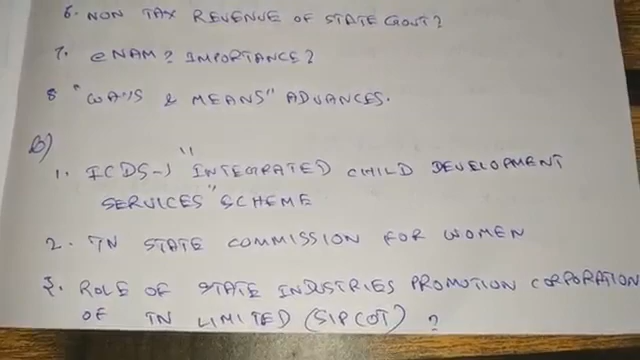 6. NON TAX REVENUE OF STATE GOVT?
7. eNAM? IMPORTANCE?
8 "WAYS & MEANS" ADVANCES.
B)
1. ICDS-) "INTEGRATED CHILD DEVELOPMENT
SERVICES" SCHEME
2. TN STATE COMMISSION FOR WOMEN
3. ROLE OF STATE INDUSTRIES PROMOTION CORPORATION
OF TN LIMITED (SIPCOT) ?